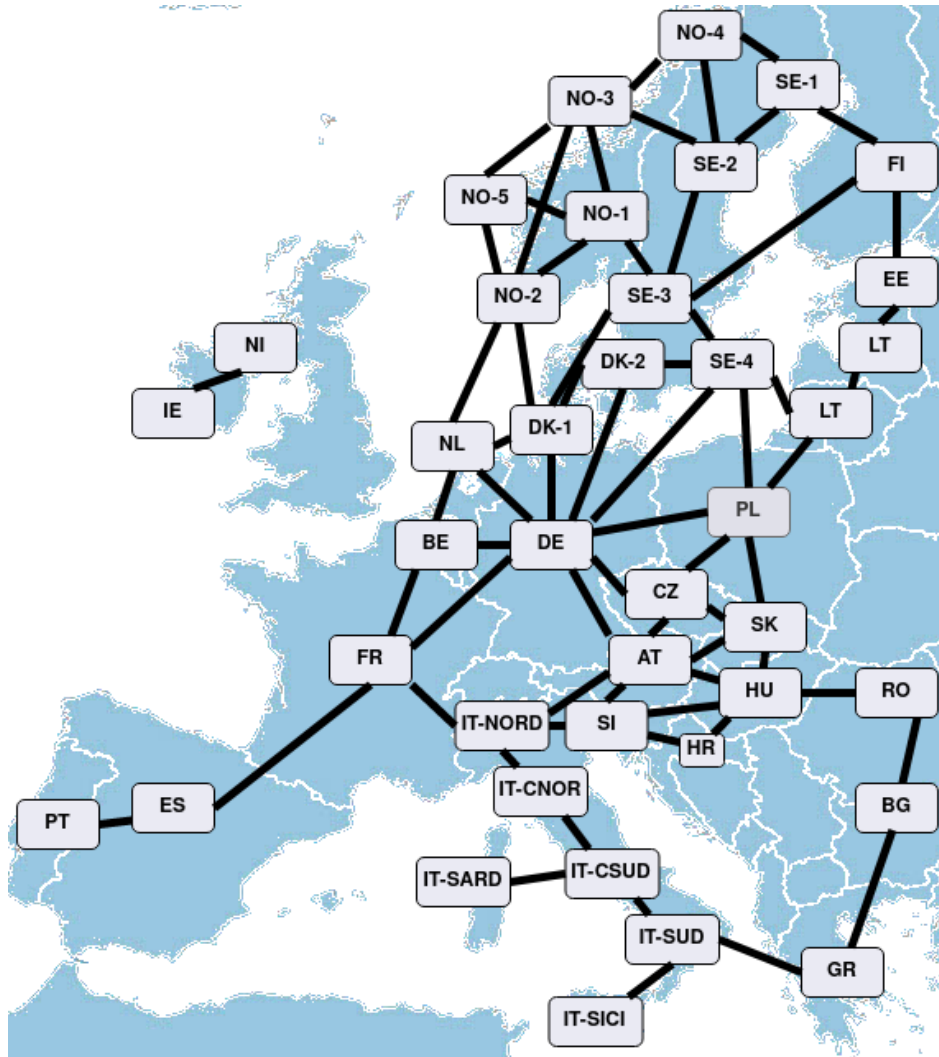 NO-4
SE-1
NO-3
SE-2
FI
NO-5
NO-1
EE
NO-2
SE-3
NI
LT
DK-2
SE-4
IE
LT
DK-1
NL
PL
BE
DE
CZ
SK
FR
AT
HU
RO
IT-NORD
SI
HR
IT-CNOR
ES
BG
PT
IT-CSUD
IT-SARD
IT-SUD
GR
IT-SICI